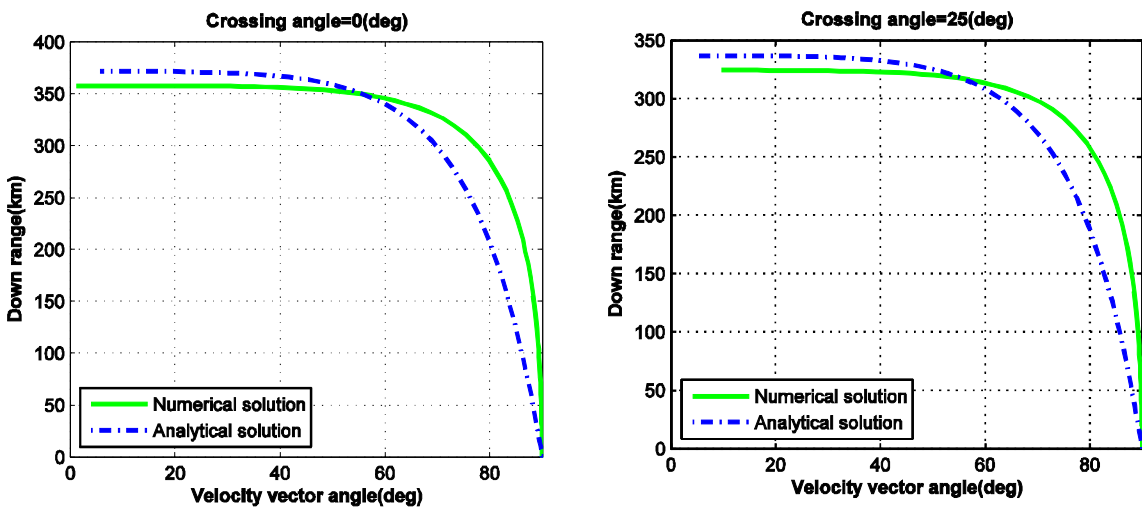 Crossing angle=0(deg)
400
350
300
250
200
150
100
50
0
Down range(km)
Numerical solution
Analytical solution
0 20 40 60 80
Velocity vector angle(deg)
Crossing angle=25(deg)
350
300
250
200
150
100
50
0
Down range(km)
Numerical solution
Analytical solution
0 20 40 60 80
Velocity vector angle(deg)